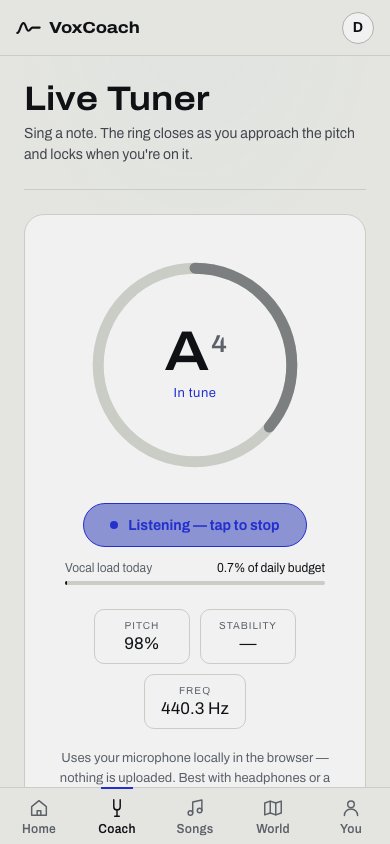 VoxCoach
D
Live Tuner
Sing a note. The ring closes as you approach the pitch
and locks when you're on it.
A4
In tune
Listening — tap to stop
Vocal load today 0.7% of daily budget
PITCH STABILITY
98% —
FREQ
440.3 Hz
Uses your microphone locally in the browser —
nothing is uploaded. Best with headphones or a
Home Coach Songs World You